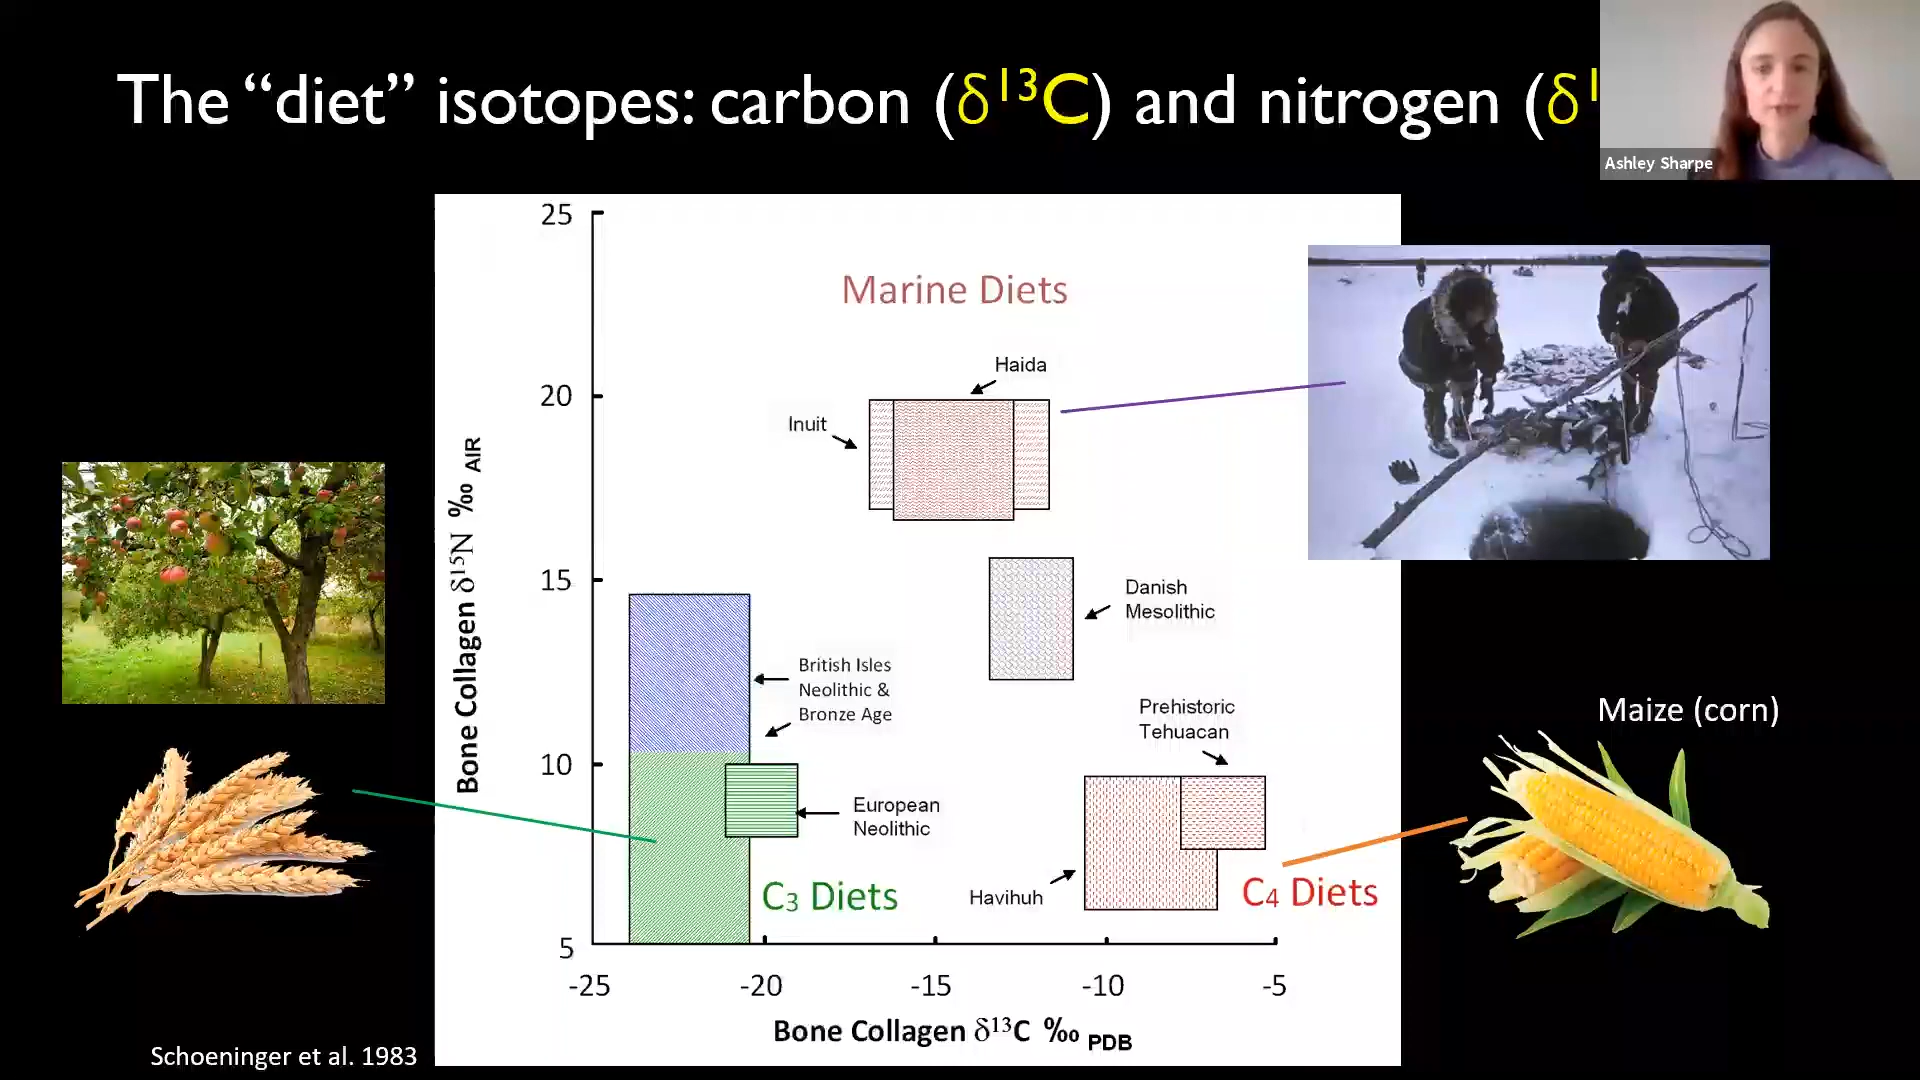 The “diet” isotopes: carbon (δ¹³C) and nitrogen (δ¹
Ashley Sharpe
25
20
15
10
5
Bone Collagen δ¹⁵N ‰ AIR
Marine Diets
Haida
Inuit
Danish
Mesolithic
British Isles
Neolithic &
Bronze Age
Prehistoric
Tehuacan
European
Neolithic
Havihuh
C₃ Diets
C₄ Diets
Maize (corn)
-25
-20
-15
-10
-5
Bone Collagen δ¹³C ‰ PDB
Schoeninger et al. 1983